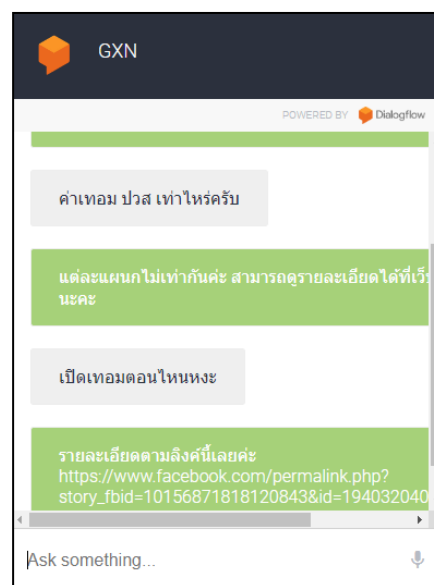 GXN
POWERED BY Dialogflow
ค่าเทอม ปวส เท่าไหร่ครับ
แต่ละแผนกไม่เท่ากันค่ะ สามารถดูรายละเอียดได้ที่เว็
นะคะ
เปิดเทอมตอนไหนหงะ
รายละเอียดตามลิงค์นี้เลยค่ะ
https://www.facebook.com/permalink.php?
story_fbid=10156871818120843&id=194032040
Ask something...